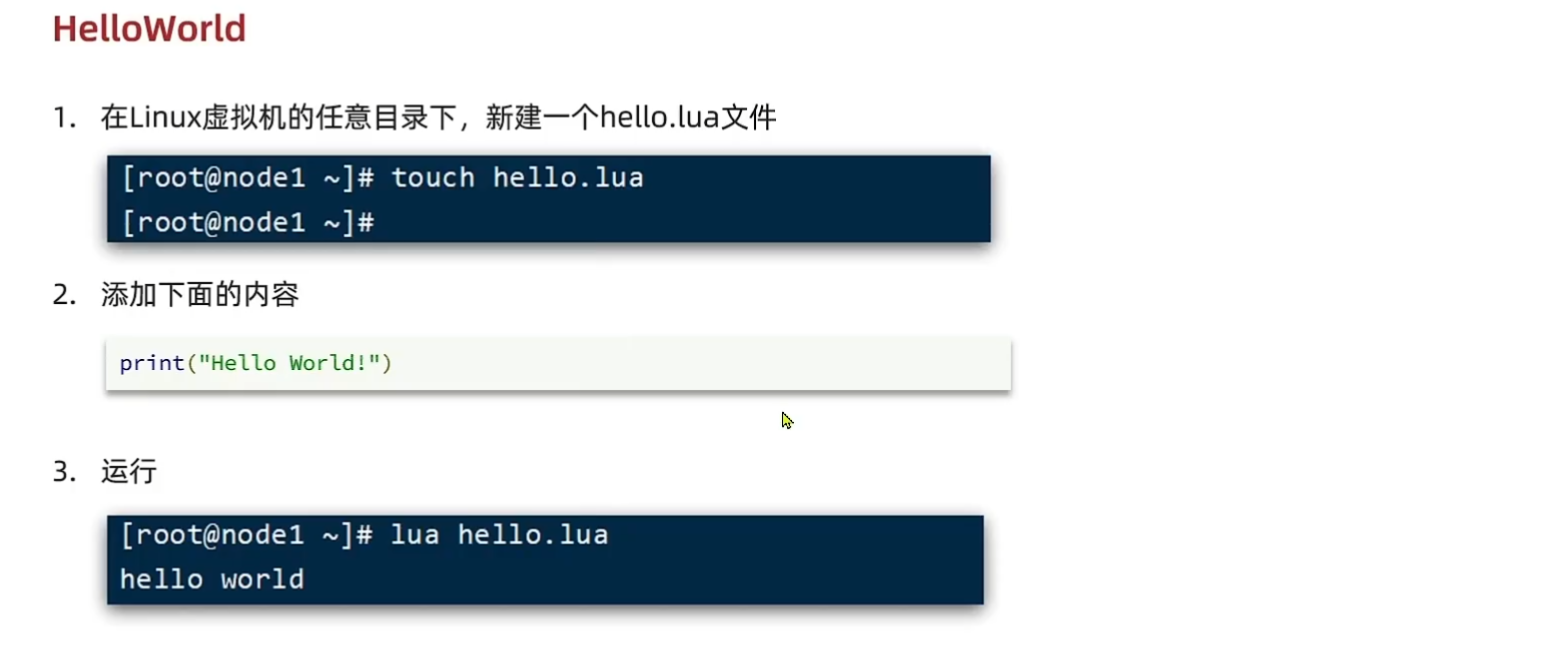 HelloWorld
1. 在Linux虚拟机的任意目录下，新建一个hello.lua文件
[root@node1 ~]# touch hello.lua
[root@node1 ~]#
2. 添加下面的内容
print("Hello World!")
3. 运行
[root@node1 ~]# lua hello.lua
hello world